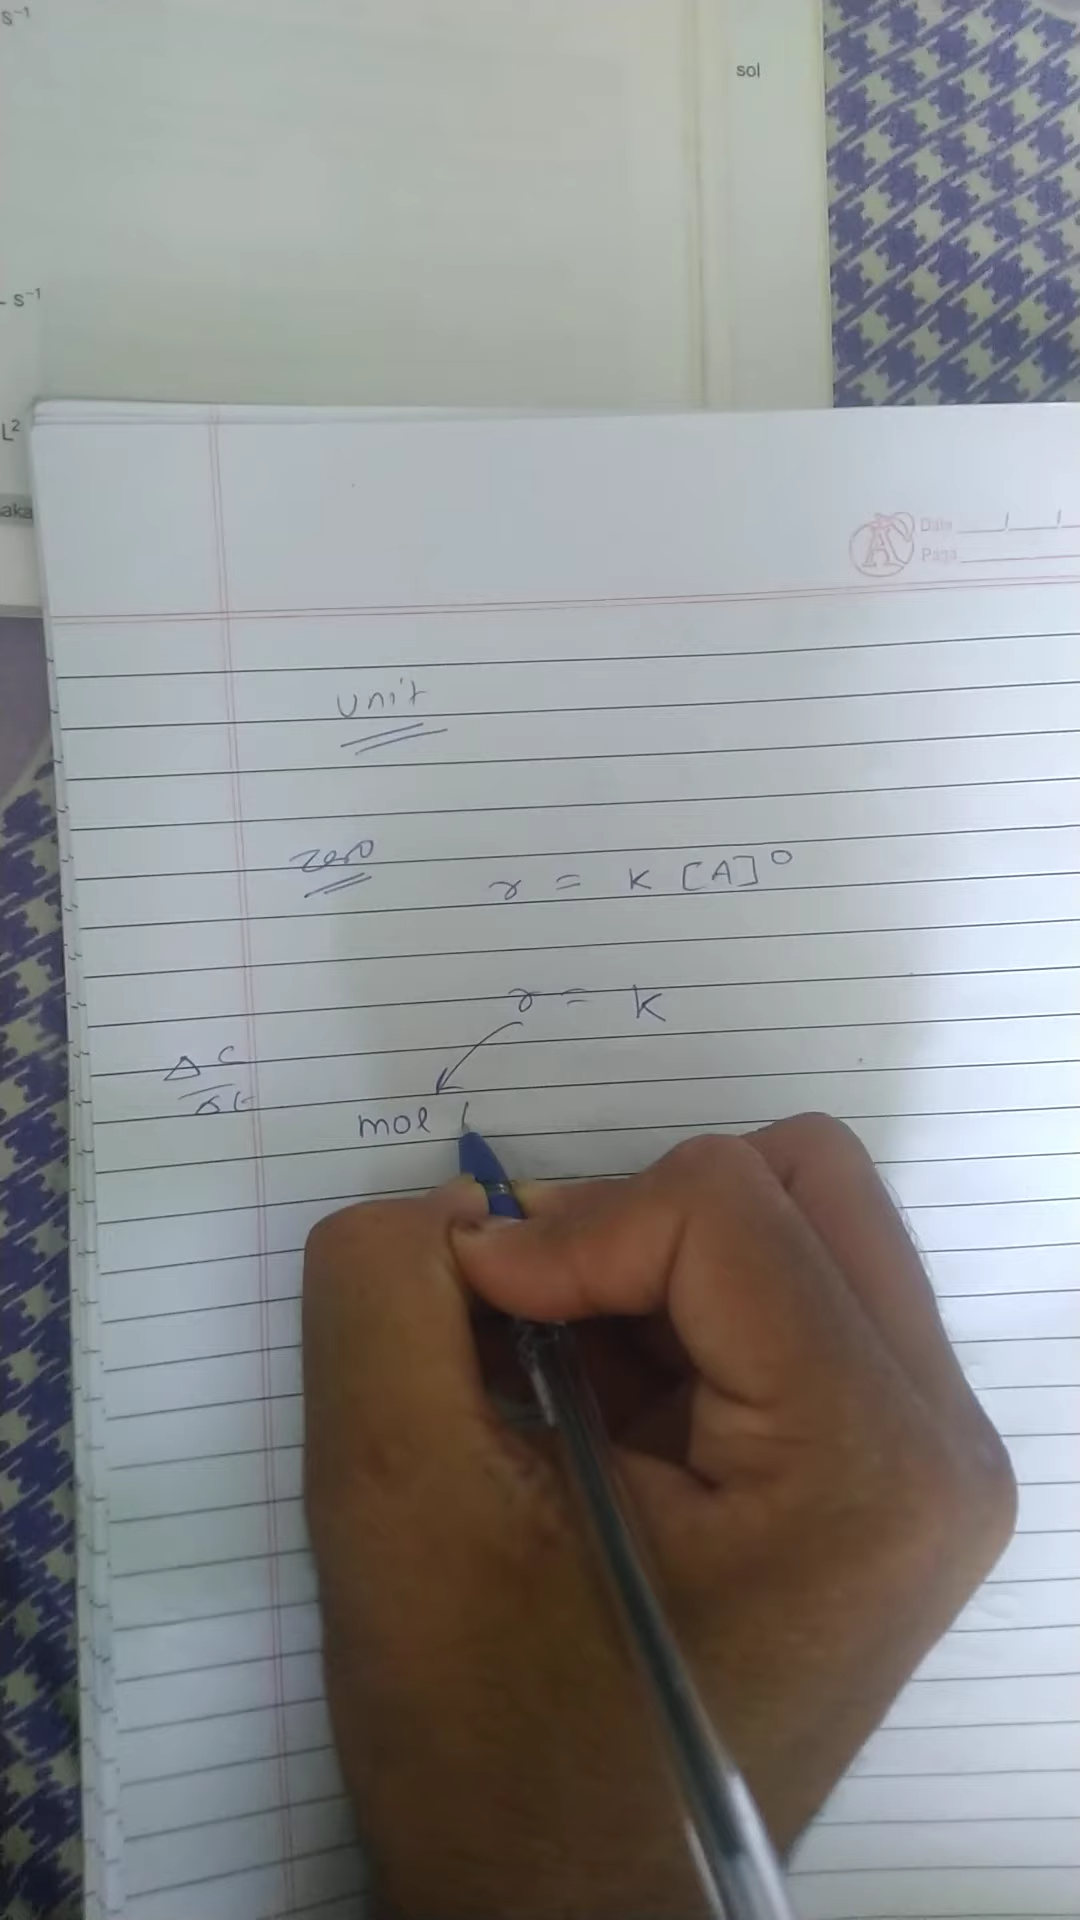 s⁻¹
sol
- s⁻¹
L²
aka
Date / /
Page
unit
zero
r = K [A]⁰
r = K
ΔC
Δt
mol l